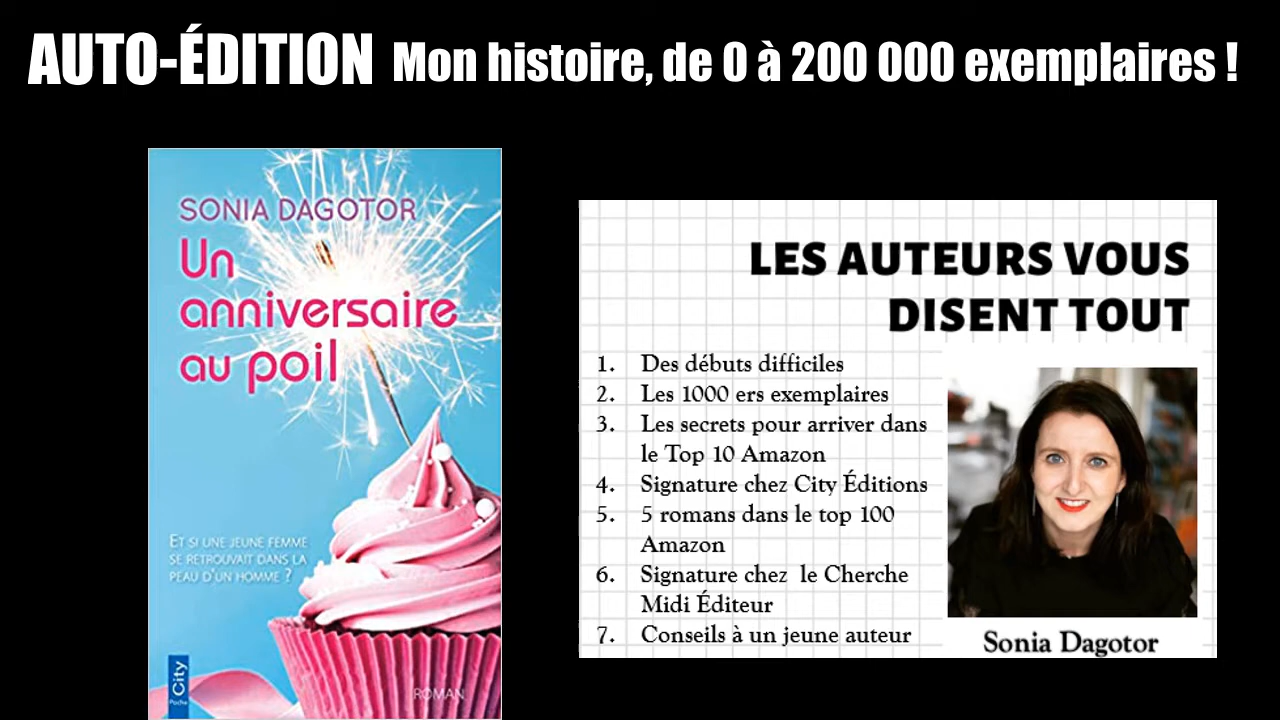 AUTO-ÉDITION Mon histoire, de 0 à 200 000 exemplaires !
SONIA DAGOTOR
Un
anniversaire
au poil
ET SI UNE JEUNE FEMME
SE RETROUVAIT DANS LA
PEAU D'UN HOMME ?
City
Poche
ROMAN
LES AUTEURS VOUS
DISENT TOUT
1. Des débuts difficiles
2. Les 1000 ers exemplaires
3. Les secrets pour arriver dans
le Top 10 Amazon
4. Signature chez City Éditions
5. 5 romans dans le top 100
Amazon
6. Signature chez le Cherche
Midi Éditeur
7. Conseils à un jeune auteur
Sonia Dagotor